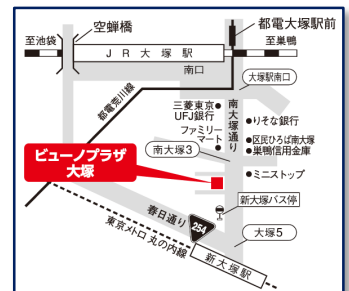 空蝉橋
都電大塚駅前
至池袋
至巣鴨
JR大塚駅
南口
大塚駅南口
都電荒川線
三菱東京
UFJ銀行
ファミリー
マート
南大塚通り
りそな銀行
区民ひろば南大塚
巣鴨信用金庫
南大塚3
ビューノプラザ
大塚
ミニストップ
新大塚バス停
春日通り
254
大塚5
東京メトロ 丸の内線
新大塚駅